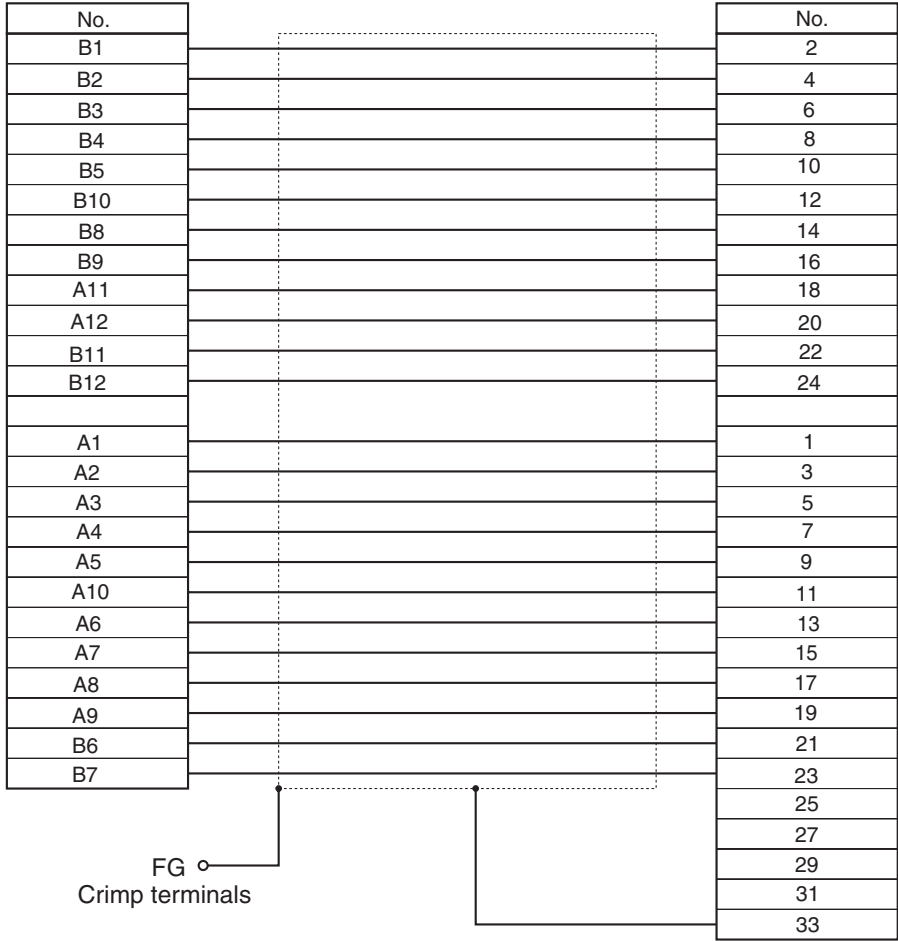 No. No.
B1 2
B2 4
B3 6
B4 8
B5 10
B10 12
B8 14
B9 16
A11 18
A12 20
B11 22
B12 24
A1 1
A2 3
A3 5
A4 7
A5 9
A10 11
A6 13
A7 15
A8 17
A9 19
B6 21
B7 23
25
27
FG 29
Crimp terminals 31
33